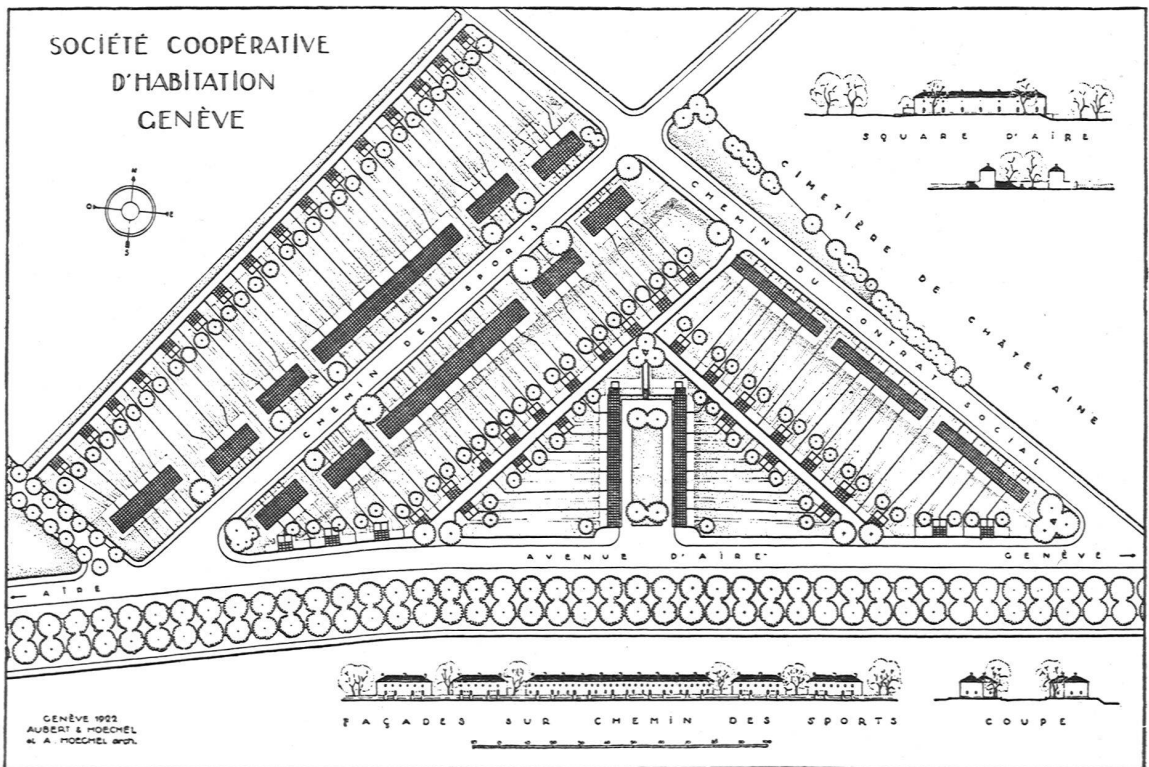 SOCIÉTÉ COOPÉRATIVE
D'HABITATION
GENÈVE
N
O
E
S
SQUARE D'AÏRE
CIMETIÈRE DE CHÂTELAINE
CHEMIN DU CONTRAT SOCIAL
CHEMIN DES SPORTS
AVENUE D'AÏRE
GENÈVE →
← AÏRE
FAÇADES SUR CHEMIN DES SPORTS
COUPE
GENÈVE 1922
AUBERT & HOECHEL
et A. HOECHEL arch.